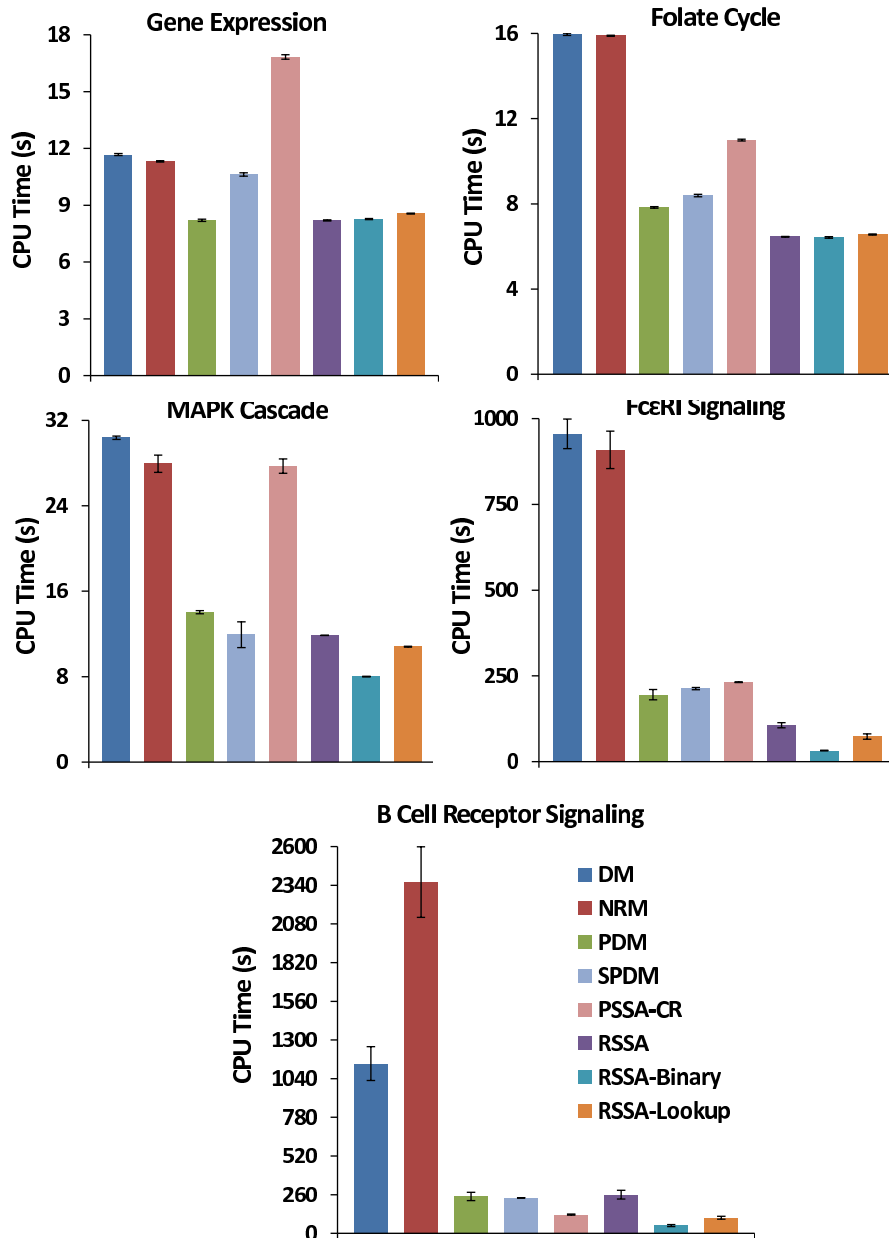 Gene Expression
CPU Time (s)
18
15
12
9
6
3
0
Folate Cycle
CPU Time (s)
16
12
8
4
0
MAPK Cascade
CPU Time (s)
32
24
16
8
0
FcεRI Signaling
CPU Time (s)
1000
750
500
250
0
B Cell Receptor Signaling
CPU Time (s)
2600
2340
2080
1820
1560
1300
1040
780
520
260
0
DM
NRM
PDM
SPDM
PSSA-CR
RSSA
RSSA-Binary
RSSA-Lookup